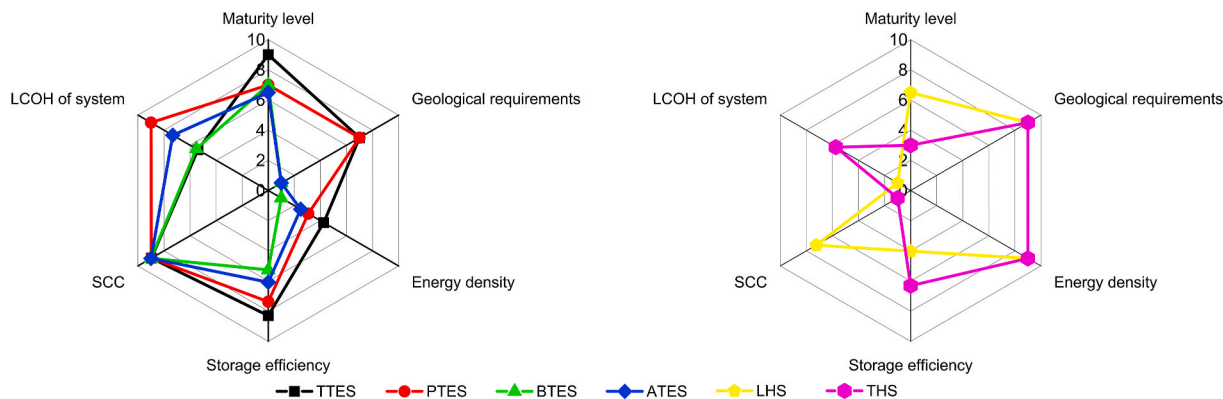 Maturity level
10
8
6
4
2
0
LCOH of system
Geological requirements
SCC
Energy density
Storage efficiency
Maturity level
10
8
6
4
2
0
LCOH of system
Geological requirements
SCC
Energy density
Storage efficiency
TTES PTES BTES ATES LHS THS